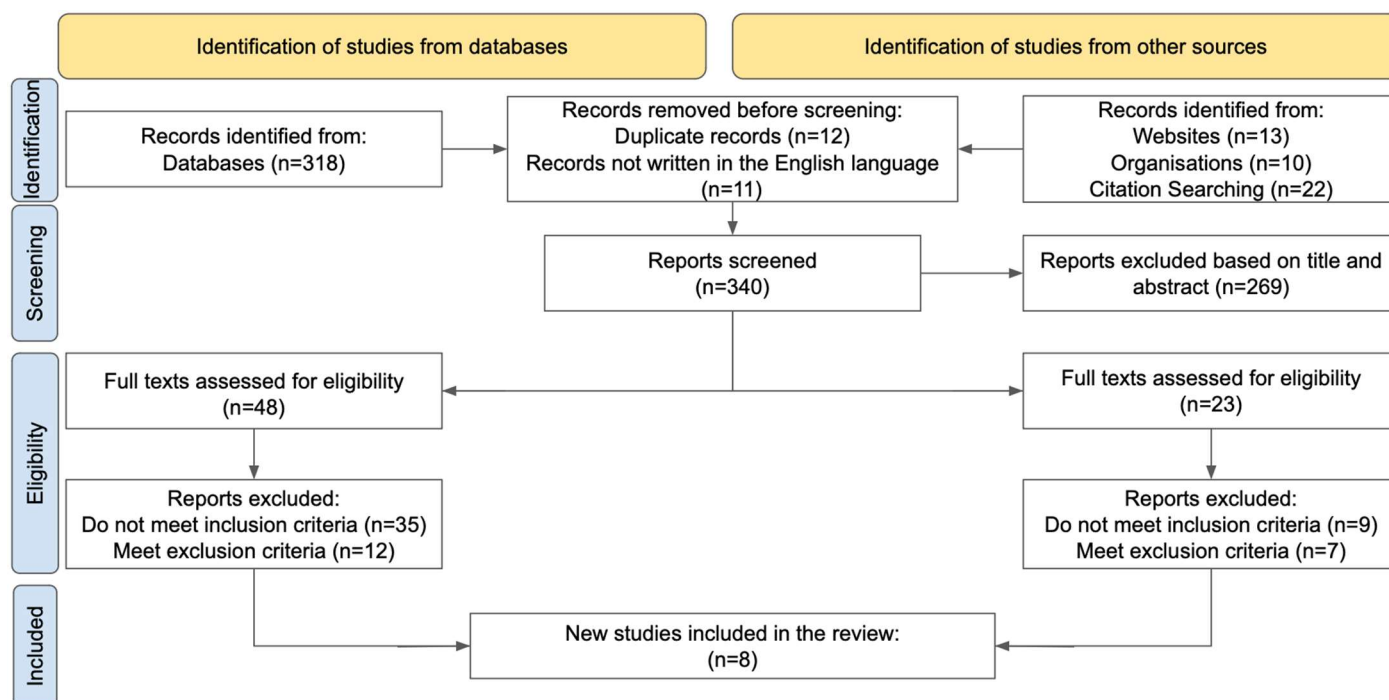 Identification of studies from databases
Identification of studies from other sources
Identification
Records identified from:
Databases (n=318)
Records removed before screening:
Duplicate records (n=12)
Records not written in the English language
(n=11)
Records identified from:
Websites (n=13)
Organisations (n=10)
Citation Searching (n=22)
Screening
Reports screened
(n=340)
Reports excluded based on title and
abstract (n=269)
Eligibility
Full texts assessed for eligibility
(n=48)
Full texts assessed for eligibility
(n=23)
Reports excluded:
Do not meet inclusion criteria (n=35)
Meet exclusion criteria (n=12)
Reports excluded:
Do not meet inclusion criteria (n=9)
Meet exclusion criteria (n=7)
Included
New studies included in the review:
(n=8)